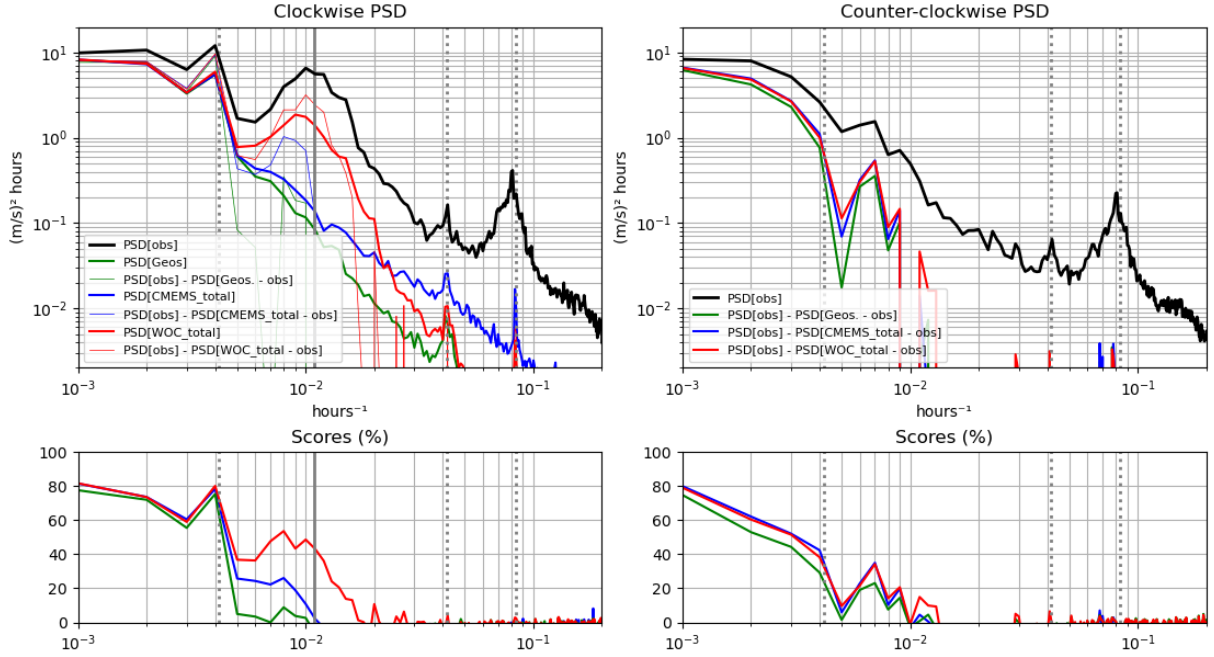 Clockwise PSD
(m/s)² hours
10¹
10⁰
10⁻¹
10⁻²
PSD[obs]
PSD[Geos]
PSD[obs] - PSD[Geos. - obs]
PSD[CMEMS_total]
PSD[obs] - PSD[CMEMS_total - obs]
PSD[WOC_total]
PSD[obs] - PSD[WOC_total - obs]
10⁻³
10⁻²
10⁻¹
hours⁻¹
Counter-clockwise PSD
(m/s)² hours
10¹
10⁰
10⁻¹
10⁻²
PSD[obs]
PSD[obs] - PSD[Geos. - obs]
PSD[obs] - PSD[CMEMS_total - obs]
PSD[obs] - PSD[WOC_total - obs]
10⁻³
10⁻²
10⁻¹
hours⁻¹
Scores (%)
100
80
60
40
20
0
10⁻³
10⁻²
10⁻¹
Scores (%)
100
80
60
40
20
0
10⁻³
10⁻²
10⁻¹